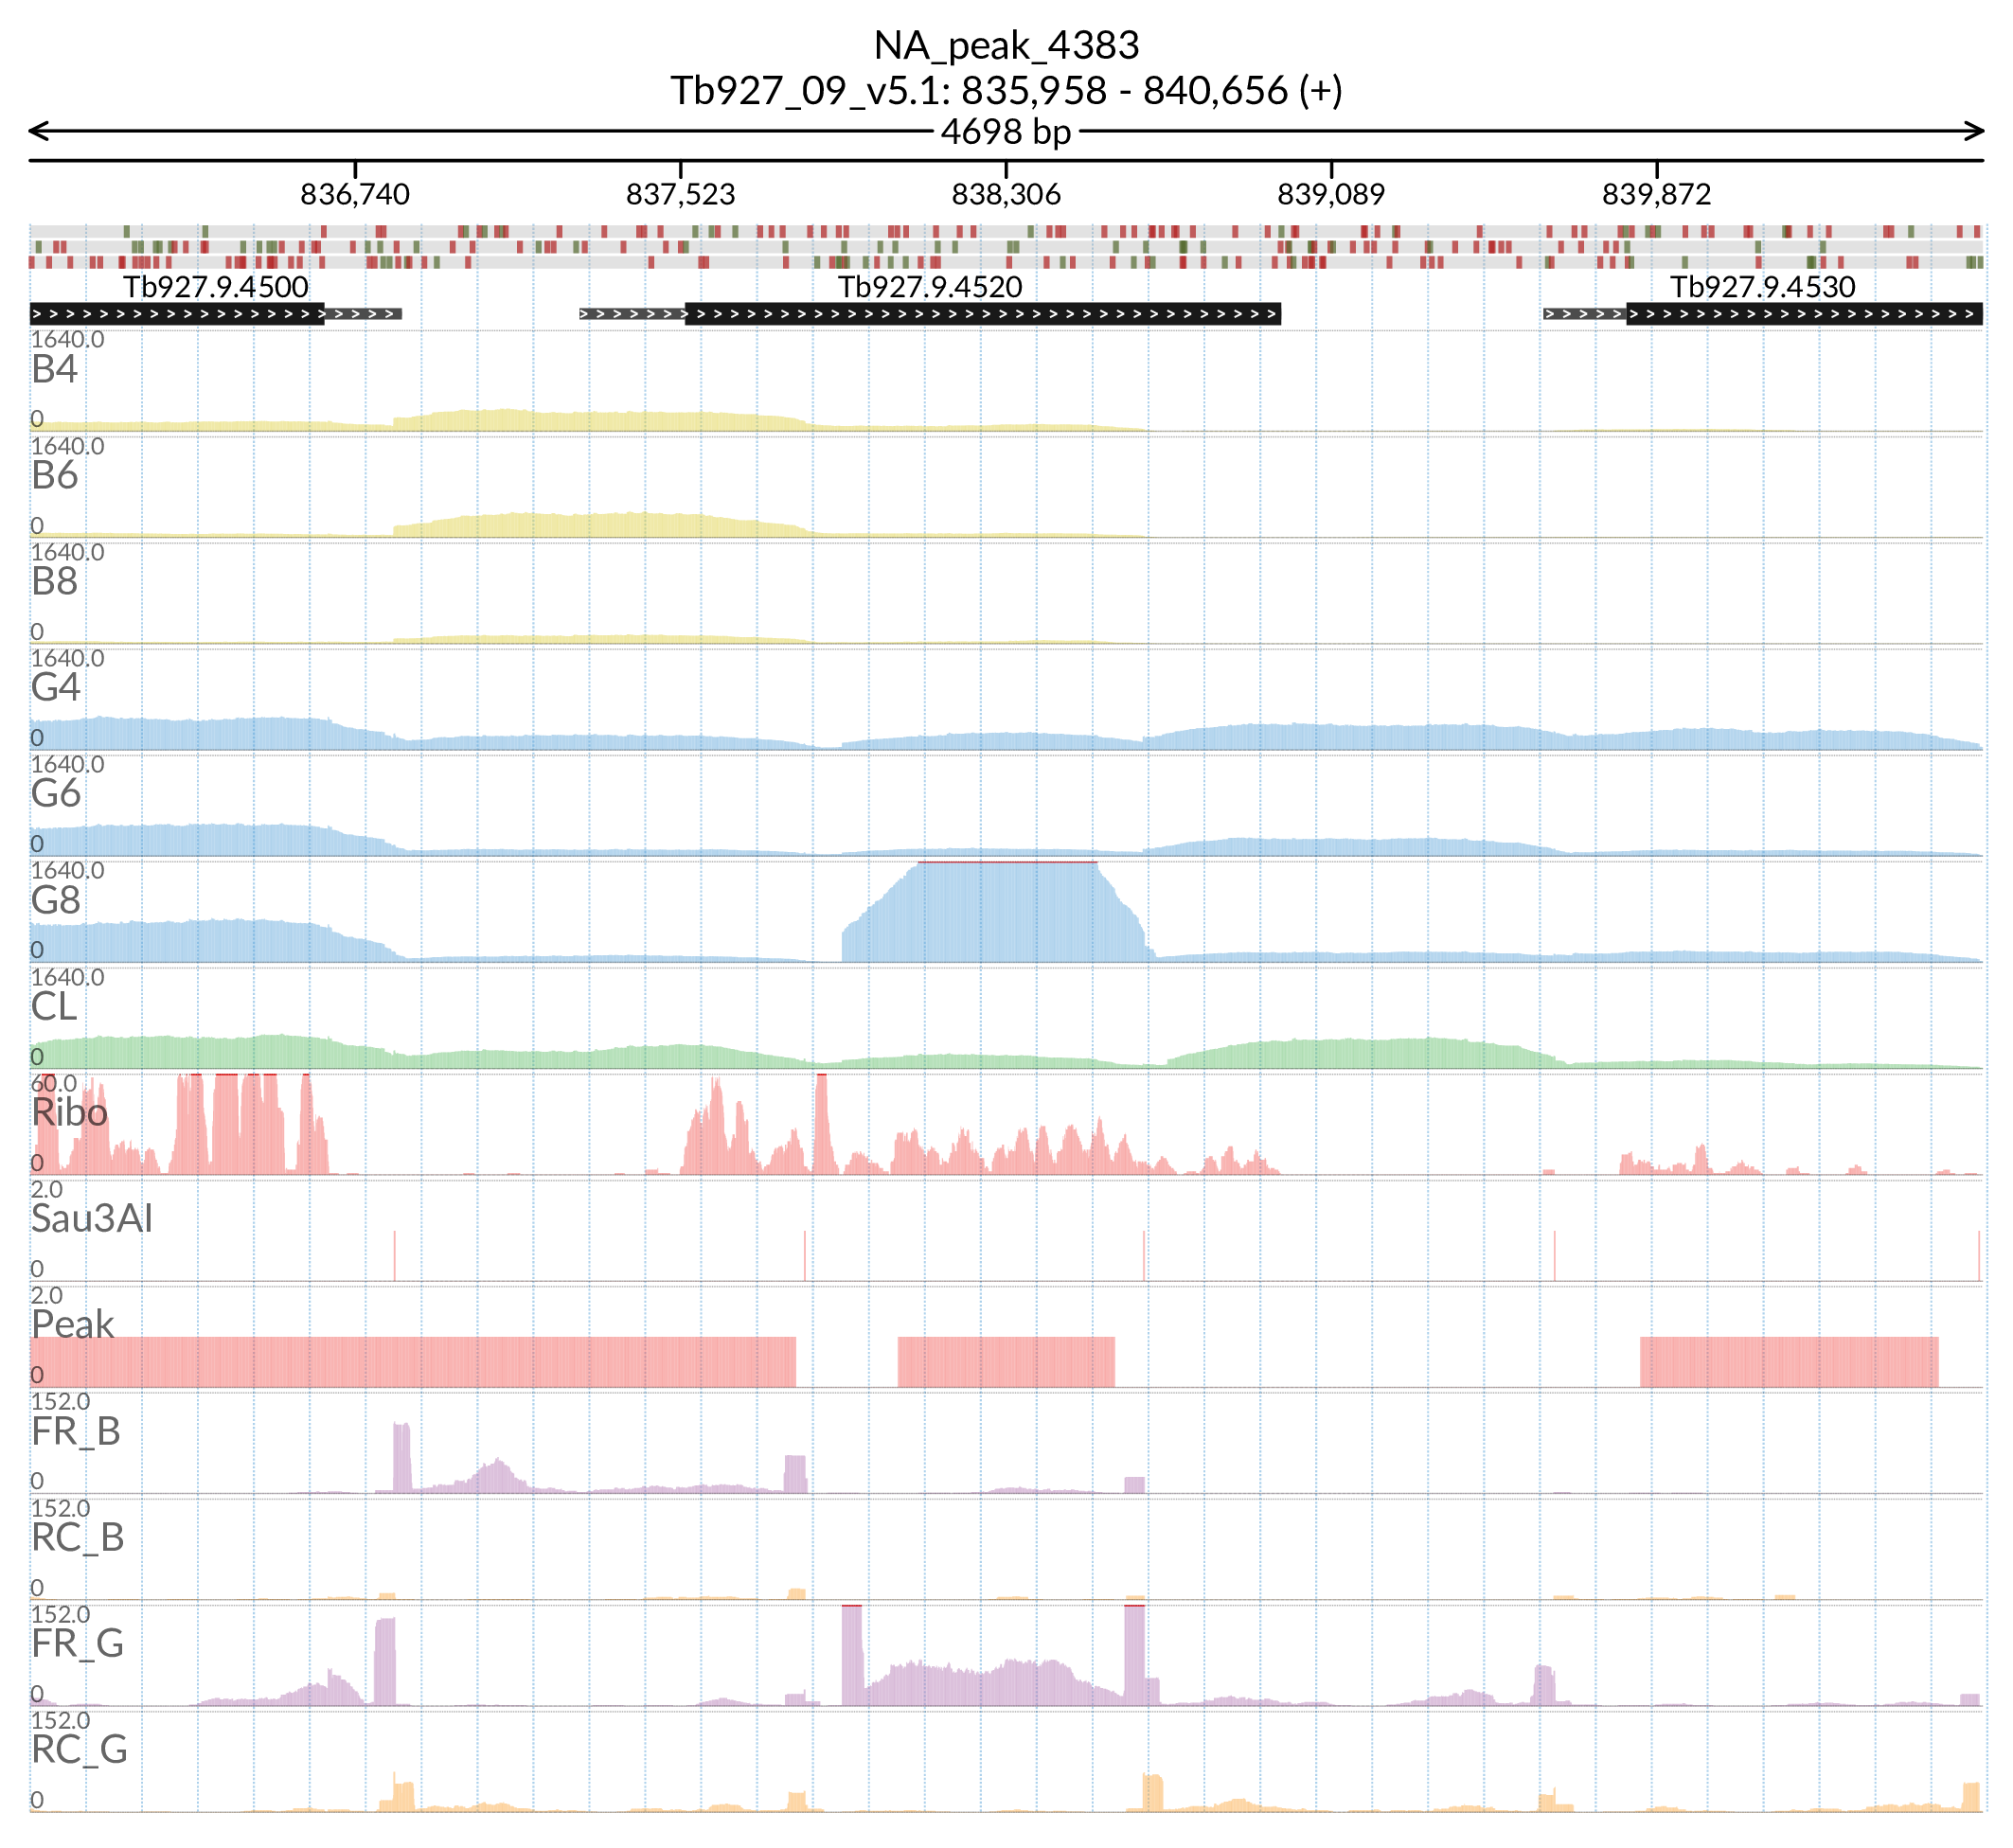 NA_peak_4383
Tb927_09_v5.1: 835,958 - 840,656 (+)
4698 bp
836,740 837,523 838,306 839,089 839,872
Tb927.9.4500 Tb927.9.4520 Tb927.9.4530
1640.0
B4
0
1640.0
B6
0
1640.0
B8
0
1640.0
G4
0
1640.0
G6
0
1640.0
G8
0
1640.0
CL
0
60.0
Ribo
0
2.0
Sau3AI
0
2.0
Peak
0
152.0
FR_B
0
152.0
RC_B
0
152.0
FR_G
0
152.0
RC_G
0